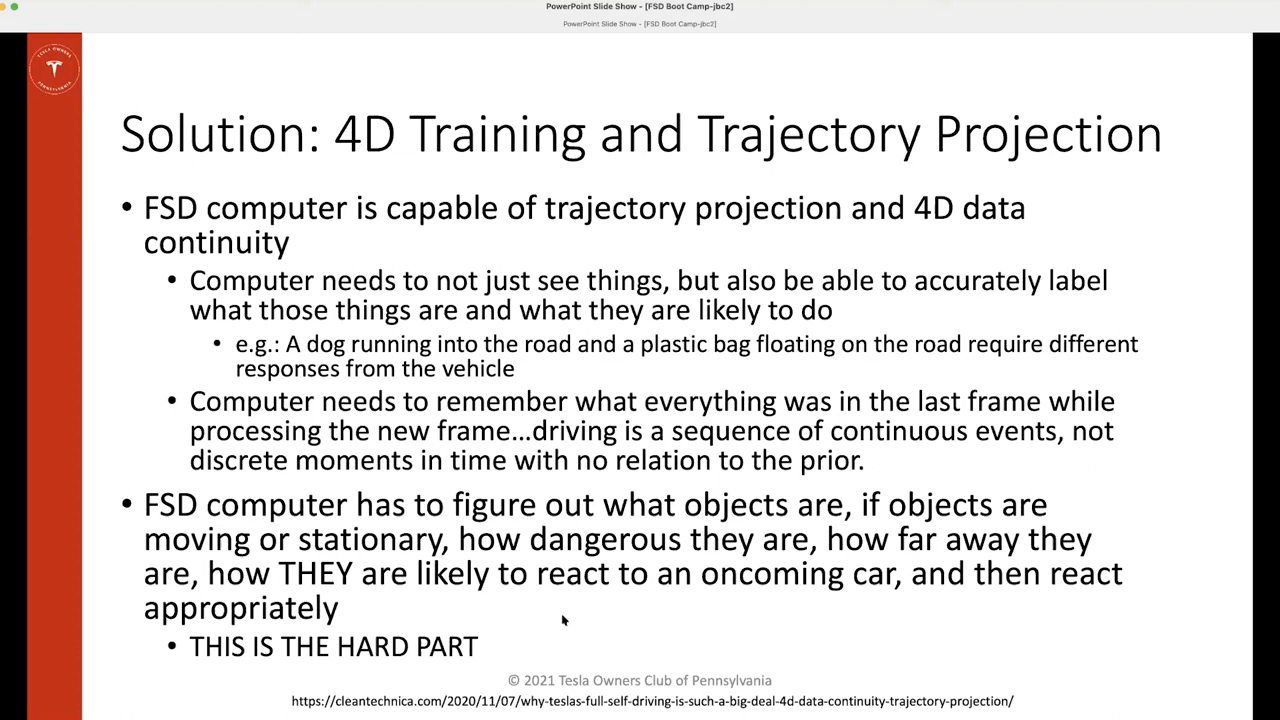 PowerPoint Slide Show - [FSD Boot Camp-jbc2]
PowerPoint Slide Show - [FSD Boot Camp-jbc2]
TESLA OWNERS
PENNSYLVANIA
Solution: 4D Training and Trajectory Projection
• FSD computer is capable of trajectory projection and 4D data
continuity
• Computer needs to not just see things, but also be able to accurately label
what those things are and what they are likely to do
• e.g.: A dog running into the road and a plastic bag floating on the road require different
responses from the vehicle
• Computer needs to remember what everything was in the last frame while
processing the new frame…driving is a sequence of continuous events, not
discrete moments in time with no relation to the prior.
• FSD computer has to figure out what objects are, if objects are
moving or stationary, how dangerous they are, how far away they
are, how THEY are likely to react to an oncoming car, and then react
appropriately
• THIS IS THE HARD PART
© 2021 Tesla Owners Club of Pennsylvania
https://cleantechnica.com/2020/11/07/why-teslas-full-self-driving-is-such-a-big-deal-4d-data-continuity-trajectory-projection/